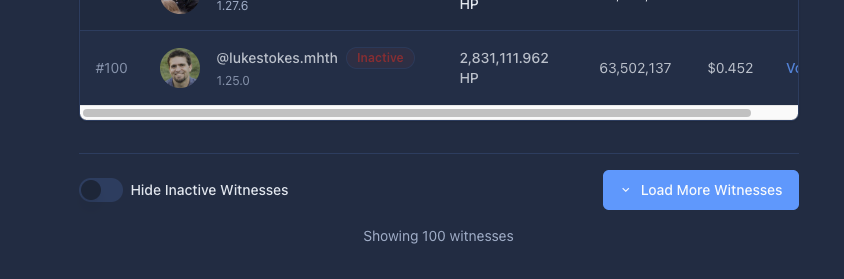 1.27.6
HP
#100
@lukestokes.mhth Inactive
1.25.0
2,831,111.962
HP
63,502,137
$0.452
Hide Inactive Witnesses
Load More Witnesses
Showing 100 witnesses